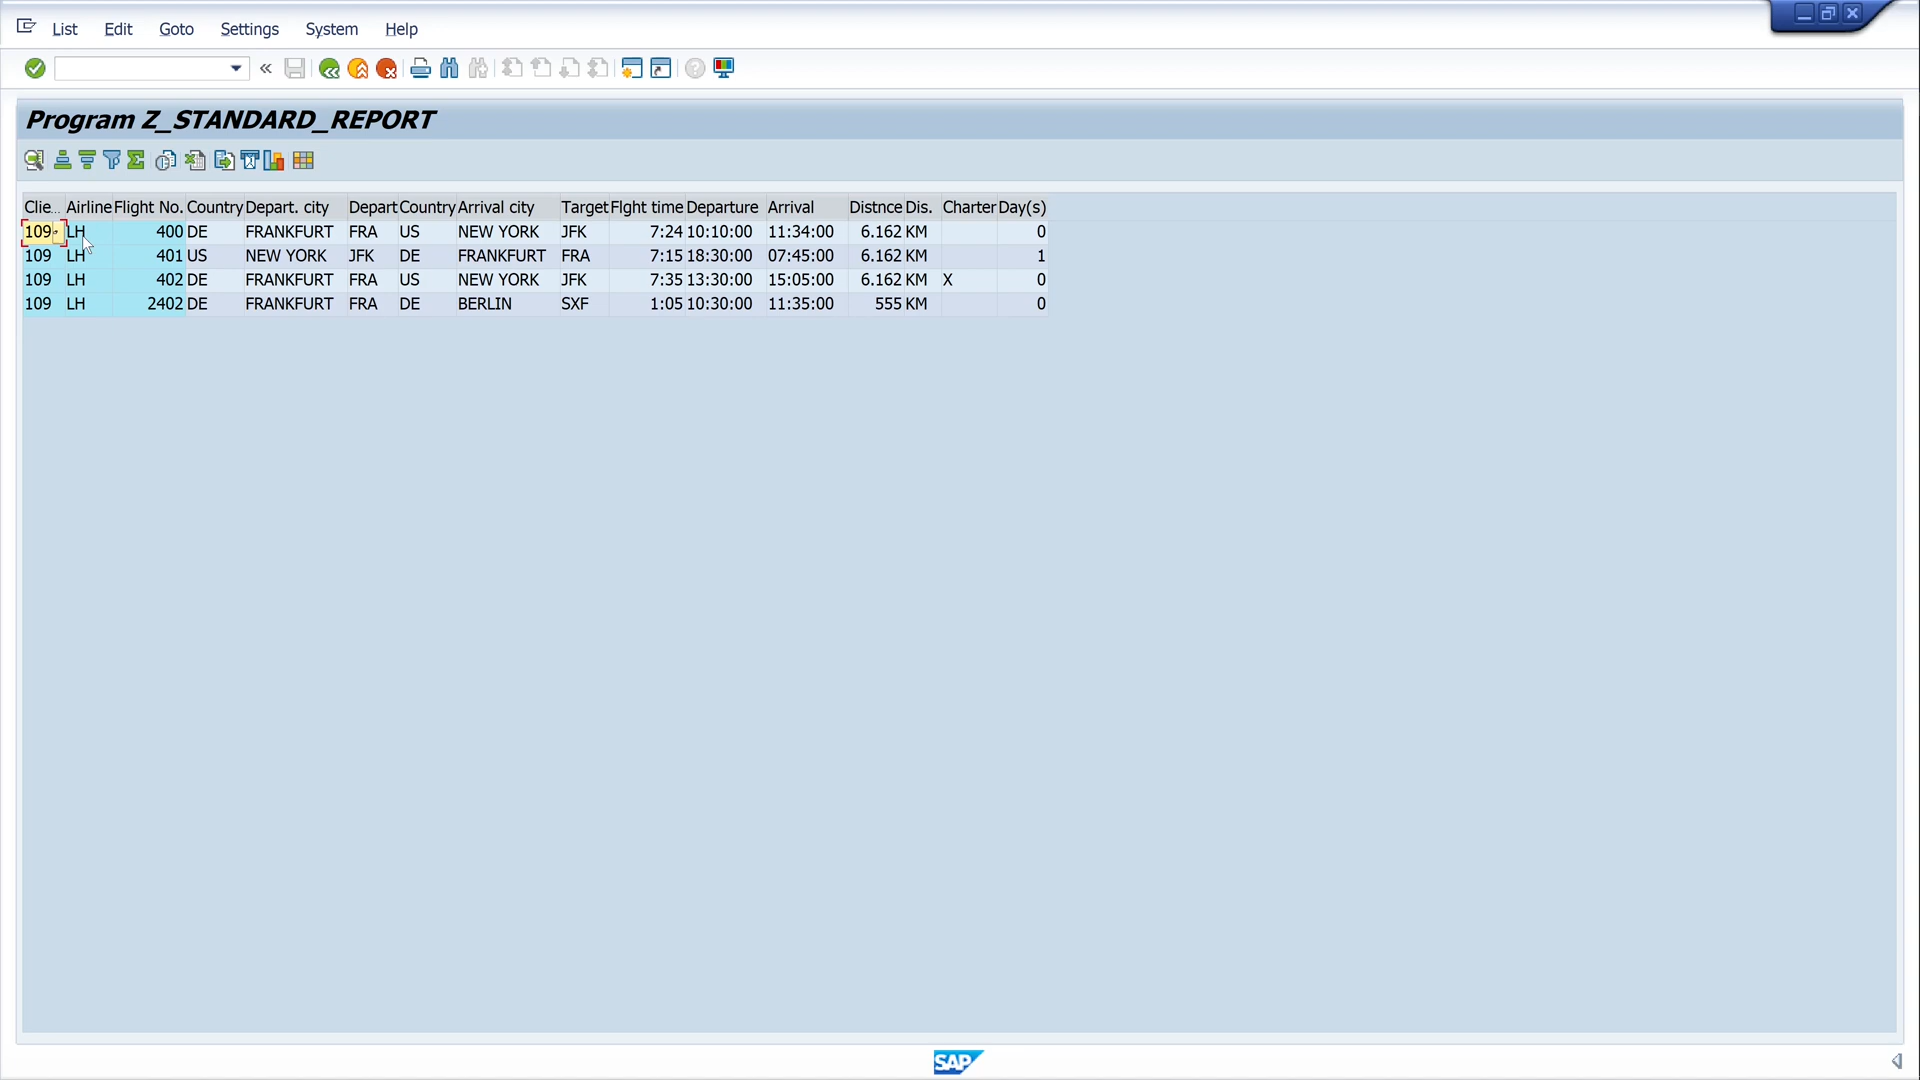 List Edit Goto Settings System Help
Program Z_STANDARD_REPORT
Clie... Airline Flight No. Country Depart. city Depart Country Arrival city Target Flght time Departure Arrival Distnce Dis. Charter Day(s)
109 LH 400 DE FRANKFURT FRA US NEW YORK JFK 7:24 10:10:00 11:34:00 6.162 KM 0
109 LH 401 US NEW YORK JFK DE FRANKFURT FRA 7:15 18:30:00 07:45:00 6.162 KM 1
109 LH 402 DE FRANKFURT FRA US NEW YORK JFK 7:35 13:30:00 15:05:00 6.162 KM X 0
109 LH 2402 DE FRANKFURT FRA DE BERLIN SXF 1:05 10:30:00 11:35:00 555 KM 0
SAP